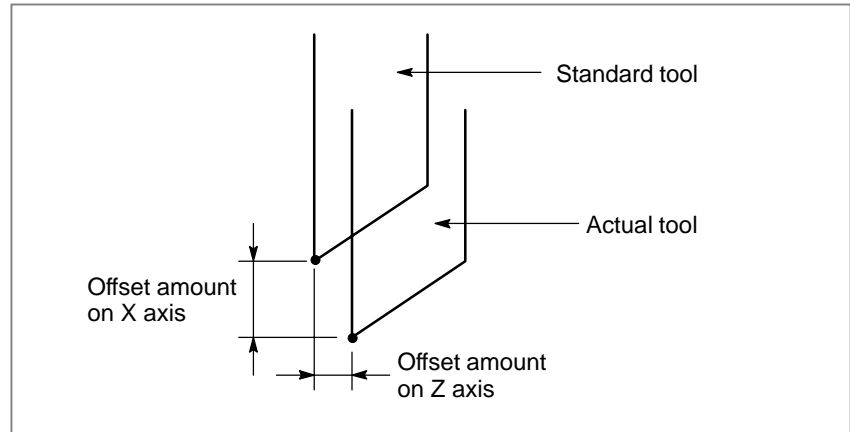 Standard tool
Actual tool
Offset amount
on X axis
Offset amount
on Z axis